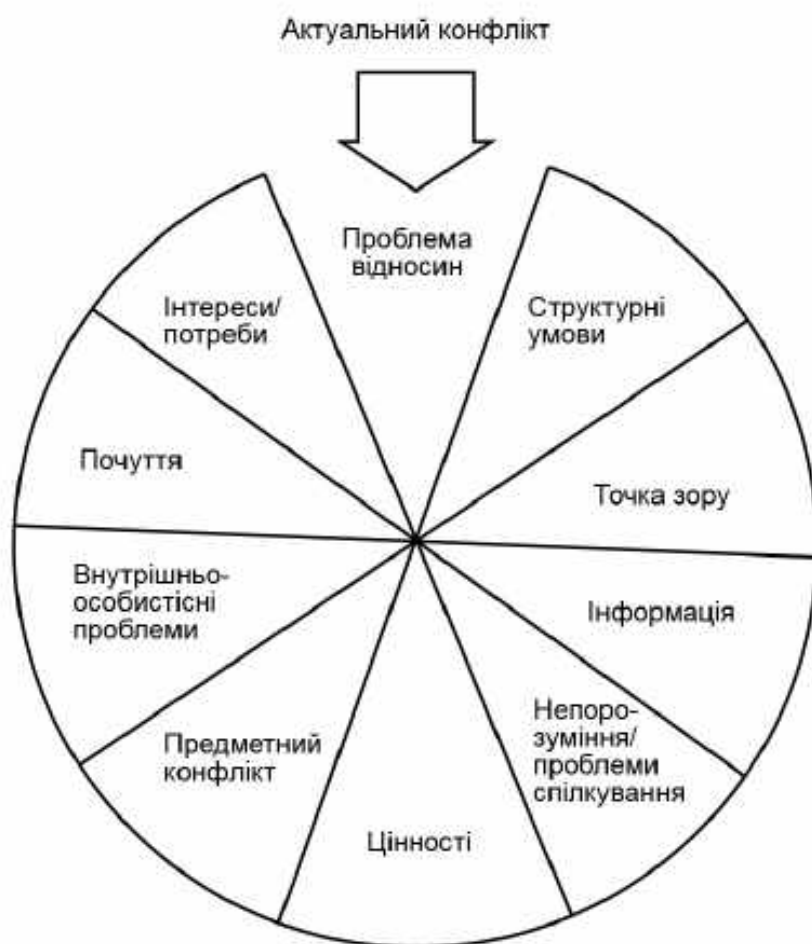 Актуальний конфлікт
Проблема
відносин
Структурні
умови
Точка зору
Інформація
Непоро-
зуміння/
проблеми
спілкування
Цінності
Предметний
конфлікт
Внутрішньо-
особистісні
проблеми
Почуття
Інтереси/
потреби